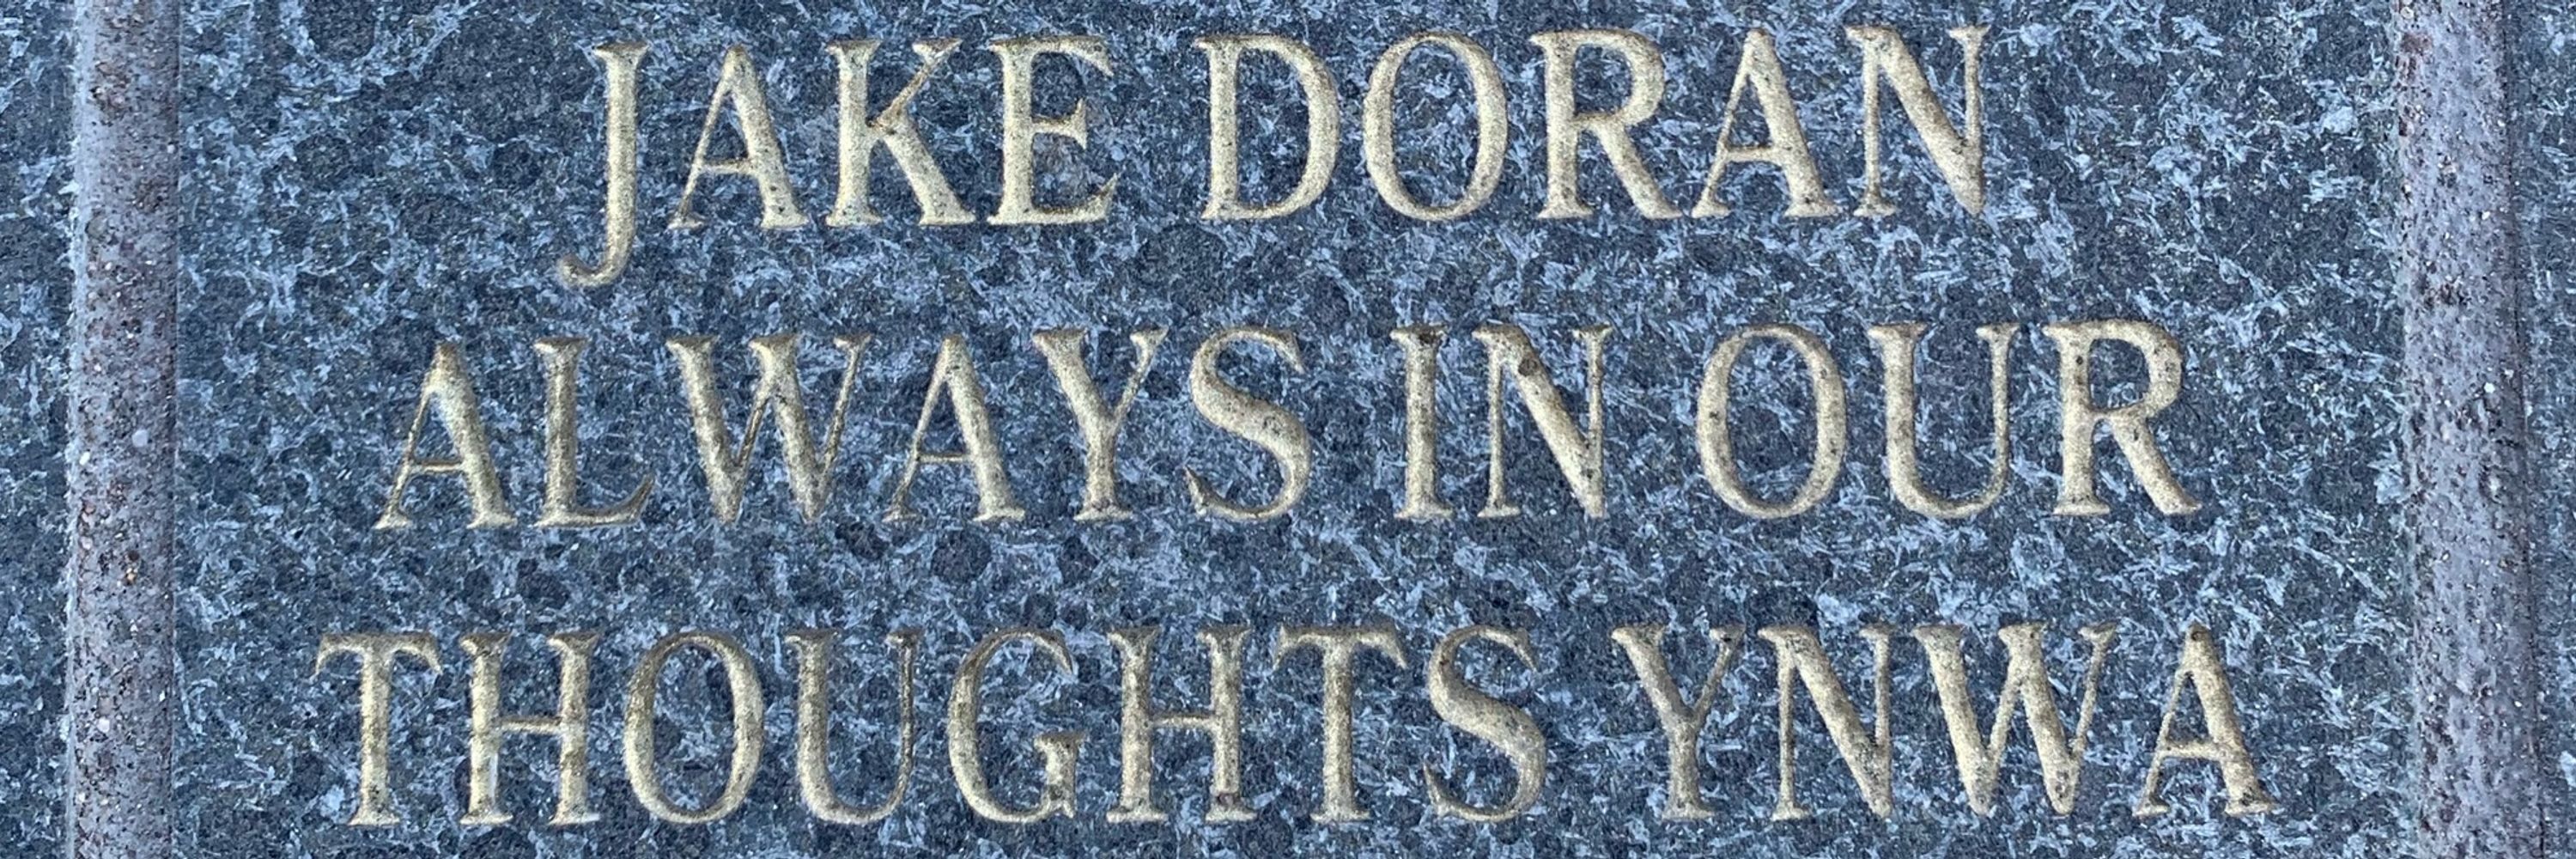 JAKE DORAN
ALWAYS IN OUR
THOUGHTS YNWA